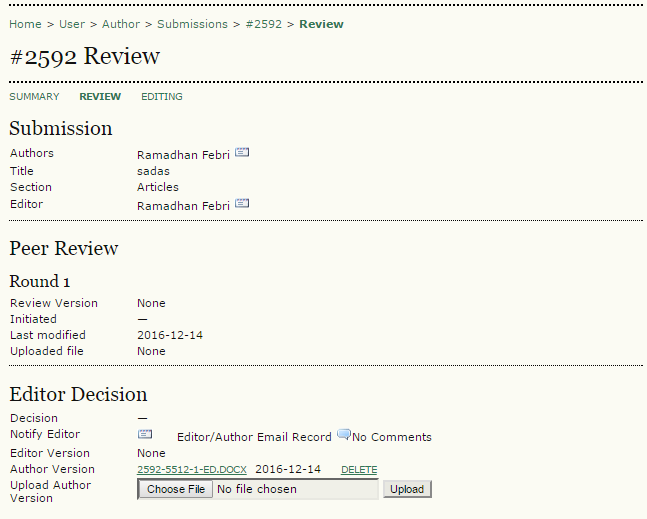 Home > User > Author > Submissions > #2592 > Review
#2592 Review
SUMMARY REVIEW EDITING
Submission
Authors Ramadhan Febri
Title sadas
Section Articles
Editor Ramadhan Febri
Peer Review
Round 1
Review Version None
Initiated —
Last modified 2016-12-14
Uploaded file None
Editor Decision
Decision —
Notify Editor Editor/Author Email Record No Comments
Editor Version None
Author Version 2592-5512-1-ED.DOCX 2016-12-14 DELETE
Upload Author Choose File No file chosen Upload
Version